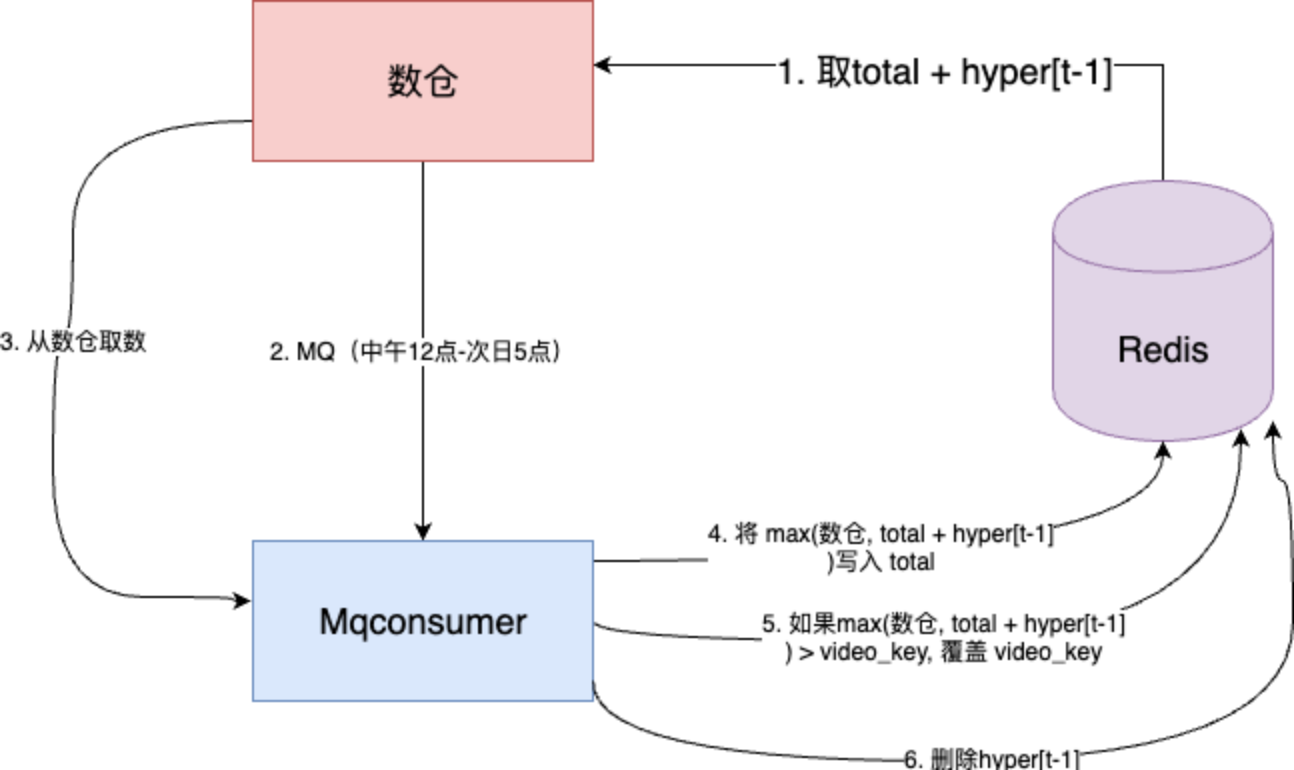 数仓
1. 取total + hyper[t-1]
3. 从数仓取数
2. MQ（中午12点-次日5点）
Redis
4. 将 max(数仓, total + hyper[t-1]
)写入 total
Mqconsumer
5. 如果max(数仓, total + hyper[t-1]
) > video_key, 覆盖 video_key
6. 删除hyper[t-1]